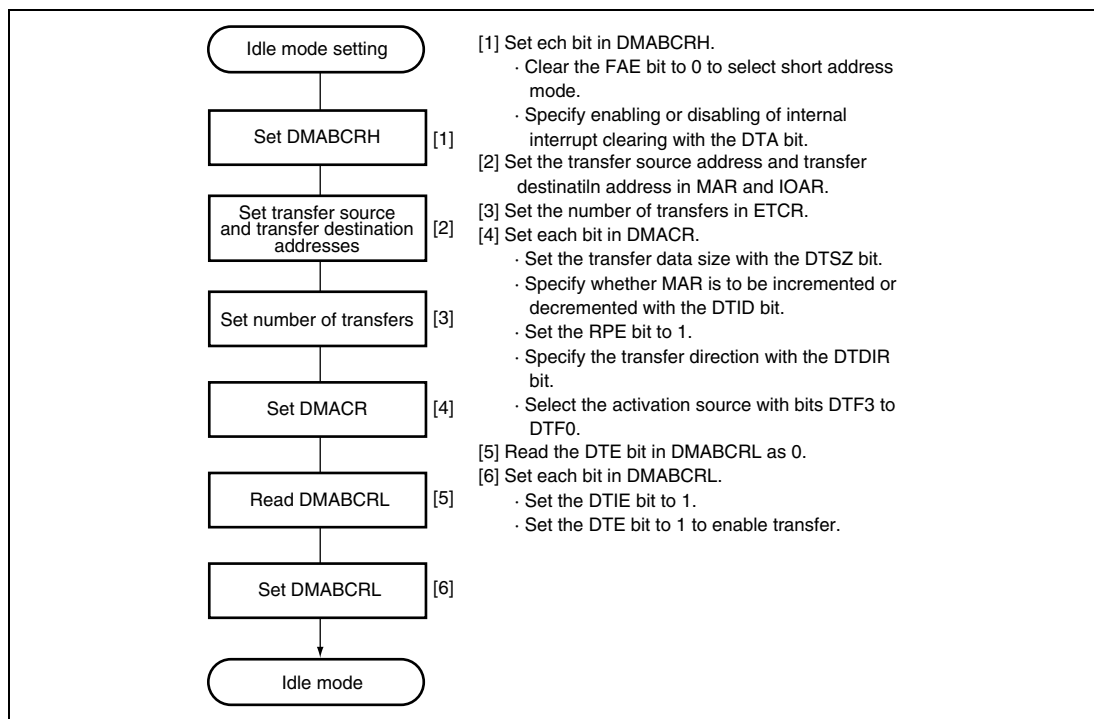 Idle mode setting
Set DMABCRH
[1]
Set transfer source
and transfer destination
addresses
[2]
Set number of transfers
[3]
Set DMACR
[4]
Read DMABCRL
[5]
Set DMABCRL
[6]
Idle mode
[1] Set ech bit in DMABCRH.
· Clear the FAE bit to 0 to select short address
mode.
· Specify enabling or disabling of internal
interrupt clearing with the DTA bit.
[2] Set the transfer source address and transfer
destinatiln address in MAR and IOAR.
[3] Set the number of transfers in ETCR.
[4] Set each bit in DMACR.
· Set the transfer data size with the DTSZ bit.
· Specify whether MAR is to be incremented or
decremented with the DTID bit.
· Set the RPE bit to 1.
· Specify the transfer direction with the DTDIR
bit.
· Select the activation source with bits DTF3 to
DTF0.
[5] Read the DTE bit in DMABCRL as 0.
[6] Set each bit in DMABCRL.
· Set the DTIE bit to 1.
· Set the DTE bit to 1 to enable transfer.